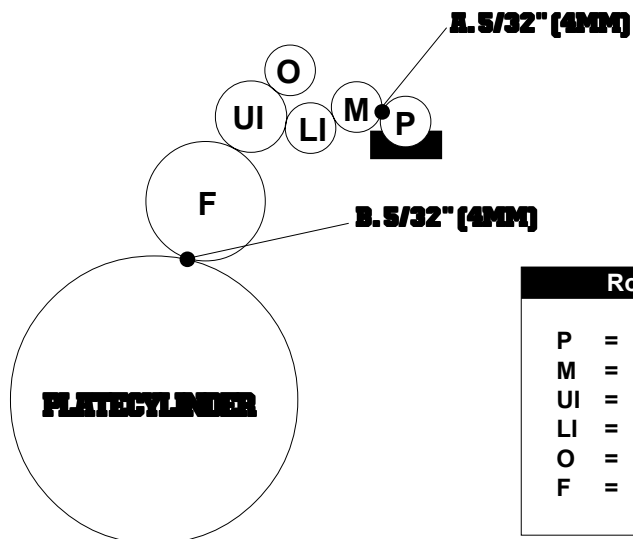 A. 5/32" (4MM)
O
UI
LI
M
P
F
B. 5/32" (4MM)
PLATECYLINDER
Ro
P =
M =
UI =
LI =
O =
F =